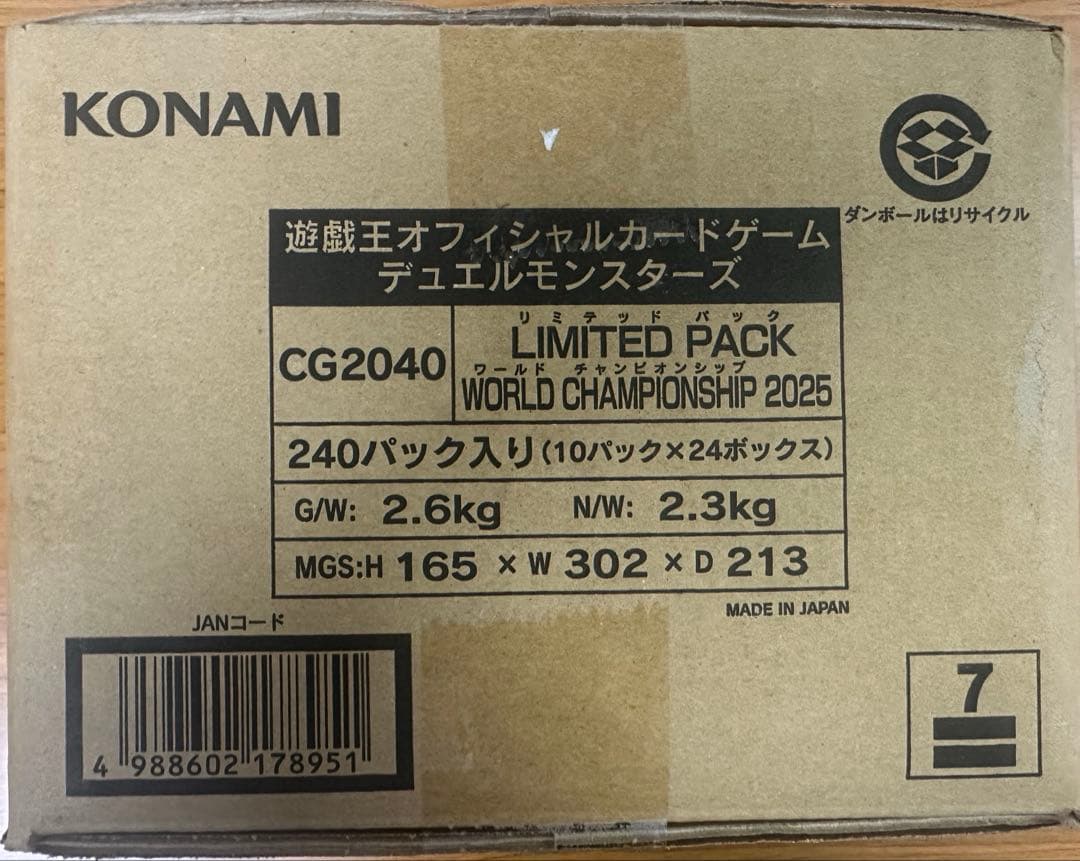 KONAMI
ダンボールはリサイクル
遊戯王オフィシャルカードゲーム
デュエルモンスターズ
CG2040
リミテッド パック
LIMITED PACK
ワールド チャンピオンシップ
WORLD CHAMPIONSHIP 2025
240パック入り(10パック×24ボックス)
G/W: 2.6kg N/W: 2.3kg
MGS:H 165 × W 302 × D 213
MADE IN JAPAN
JANコード
4 988602 178951
7